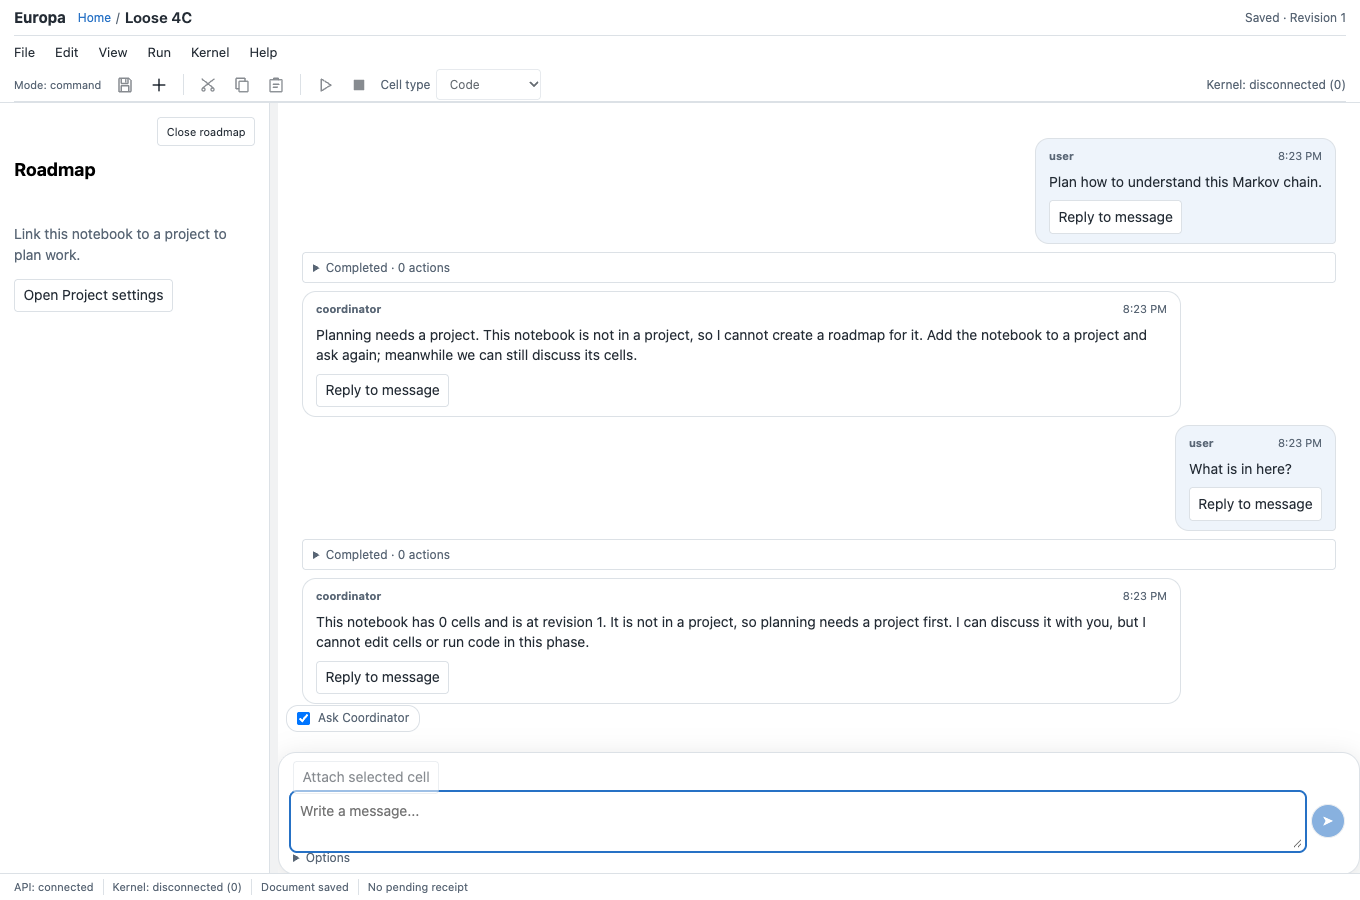 Europa Home / Loose 4C Saved · Revision 1
File Edit View Run Kernel Help
Mode: command Cell type Code Kernel: disconnected (0)
Close roadmap
Roadmap
Link this notebook to a project to
plan work.
Open Project settings
user 8:23 PM
Plan how to understand this Markov chain.
Reply to message
Completed · 0 actions
coordinator 8:23 PM
Planning needs a project. This notebook is not in a project, so I cannot create a roadmap for it. Add the notebook to a project and
ask again; meanwhile we can still discuss its cells.
Reply to message
user 8:23 PM
What is in here?
Reply to message
Completed · 0 actions
coordinator 8:23 PM
This notebook has 0 cells and is at revision 1. It is not in a project, so planning needs a project first. I can discuss it with you, but I
cannot edit cells or run code in this phase.
Reply to message
Ask Coordinator
Attach selected cell
Write a message...
Options
API: connected Kernel: disconnected (0) Document saved No pending receipt